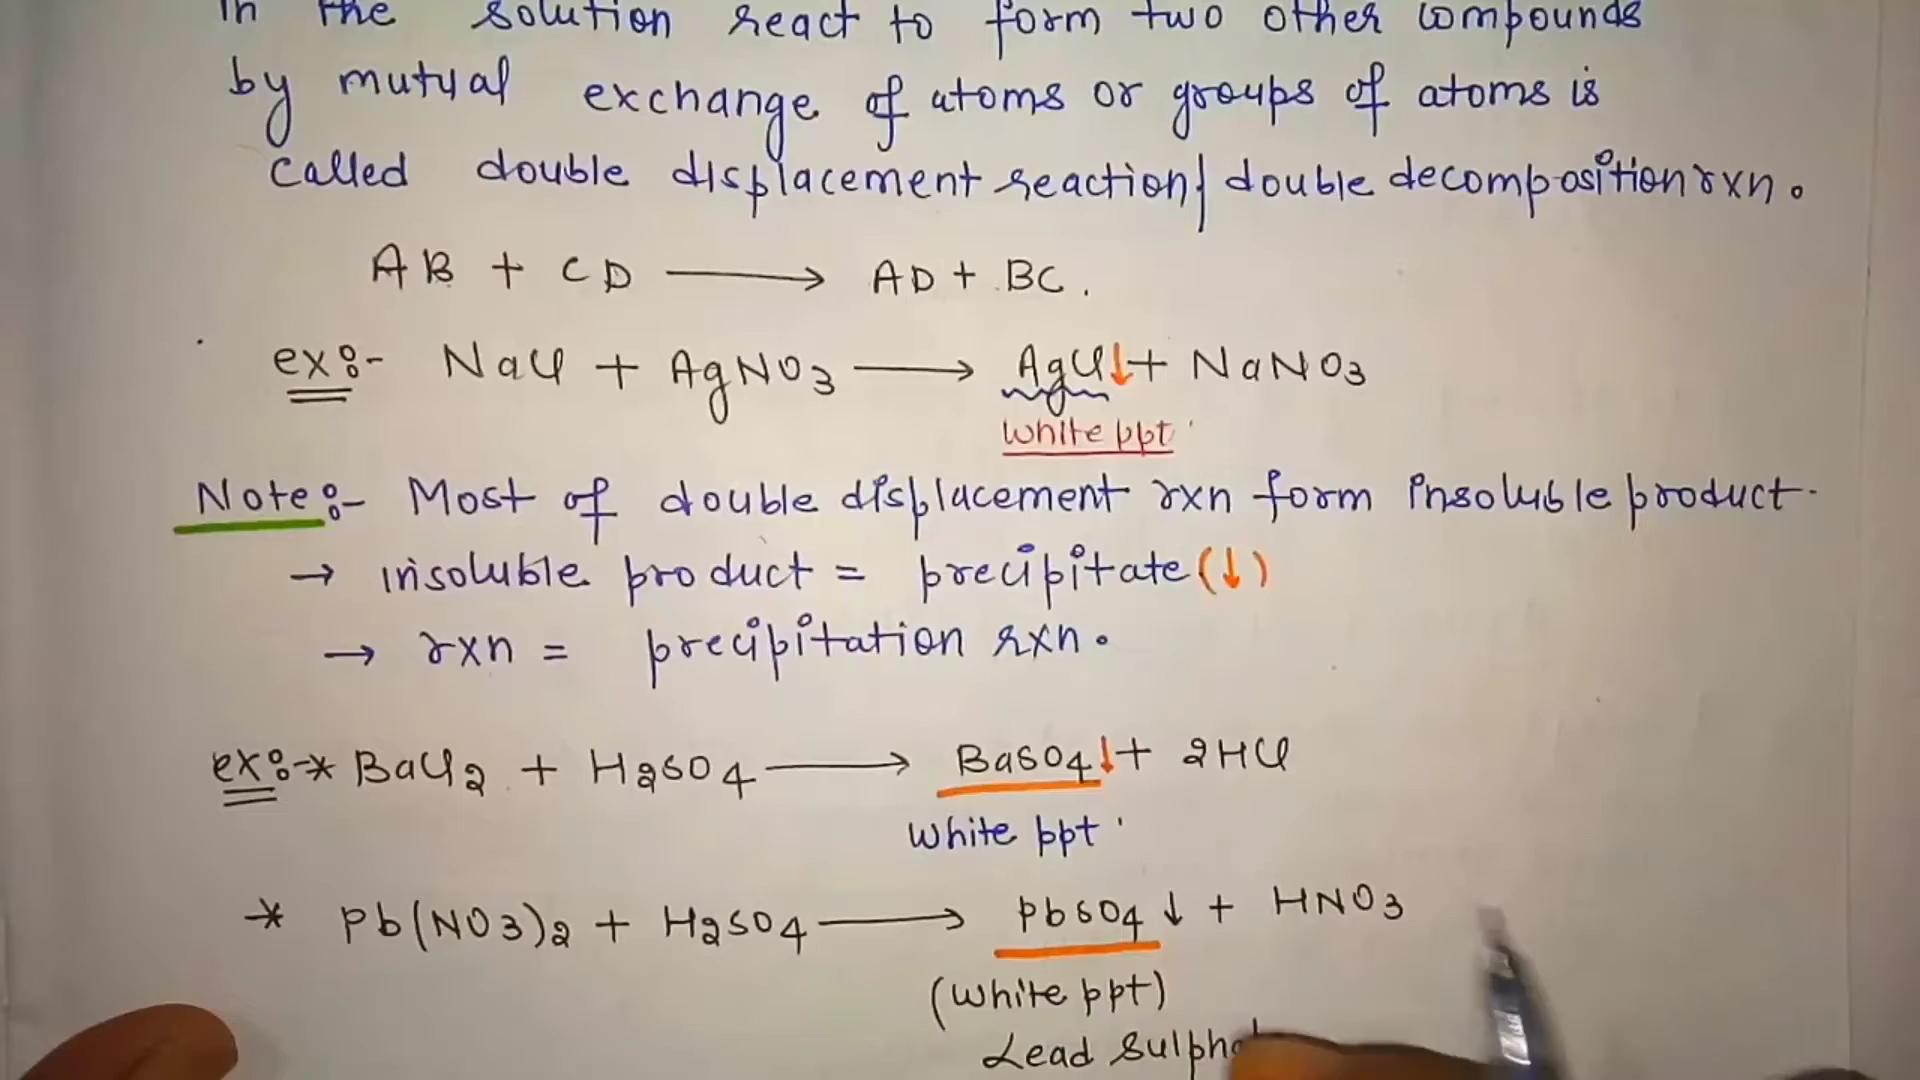 In the solution react to form two other compounds
by mutual exchange of atoms or groups of atoms is
called double displacement reaction/double decomposition rxn.
AB + CD ⟶ AD + BC.
ex:- NaCl + AgNO3 ⟶ AgCl↓ + NaNO3
white ppt
Note:- Most of double displacement rxn form insoluble product.
→ insoluble product = precipitate (↓)
→ rxn = precipitation rxn.
ex:-* BaCl2 + H2SO4 ⟶ BaSO4↓ + 2HCl
White ppt
* Pb(NO3)2 + H2SO4 ⟶ PbSO4 ↓ + HNO3
(White ppt)
Lead